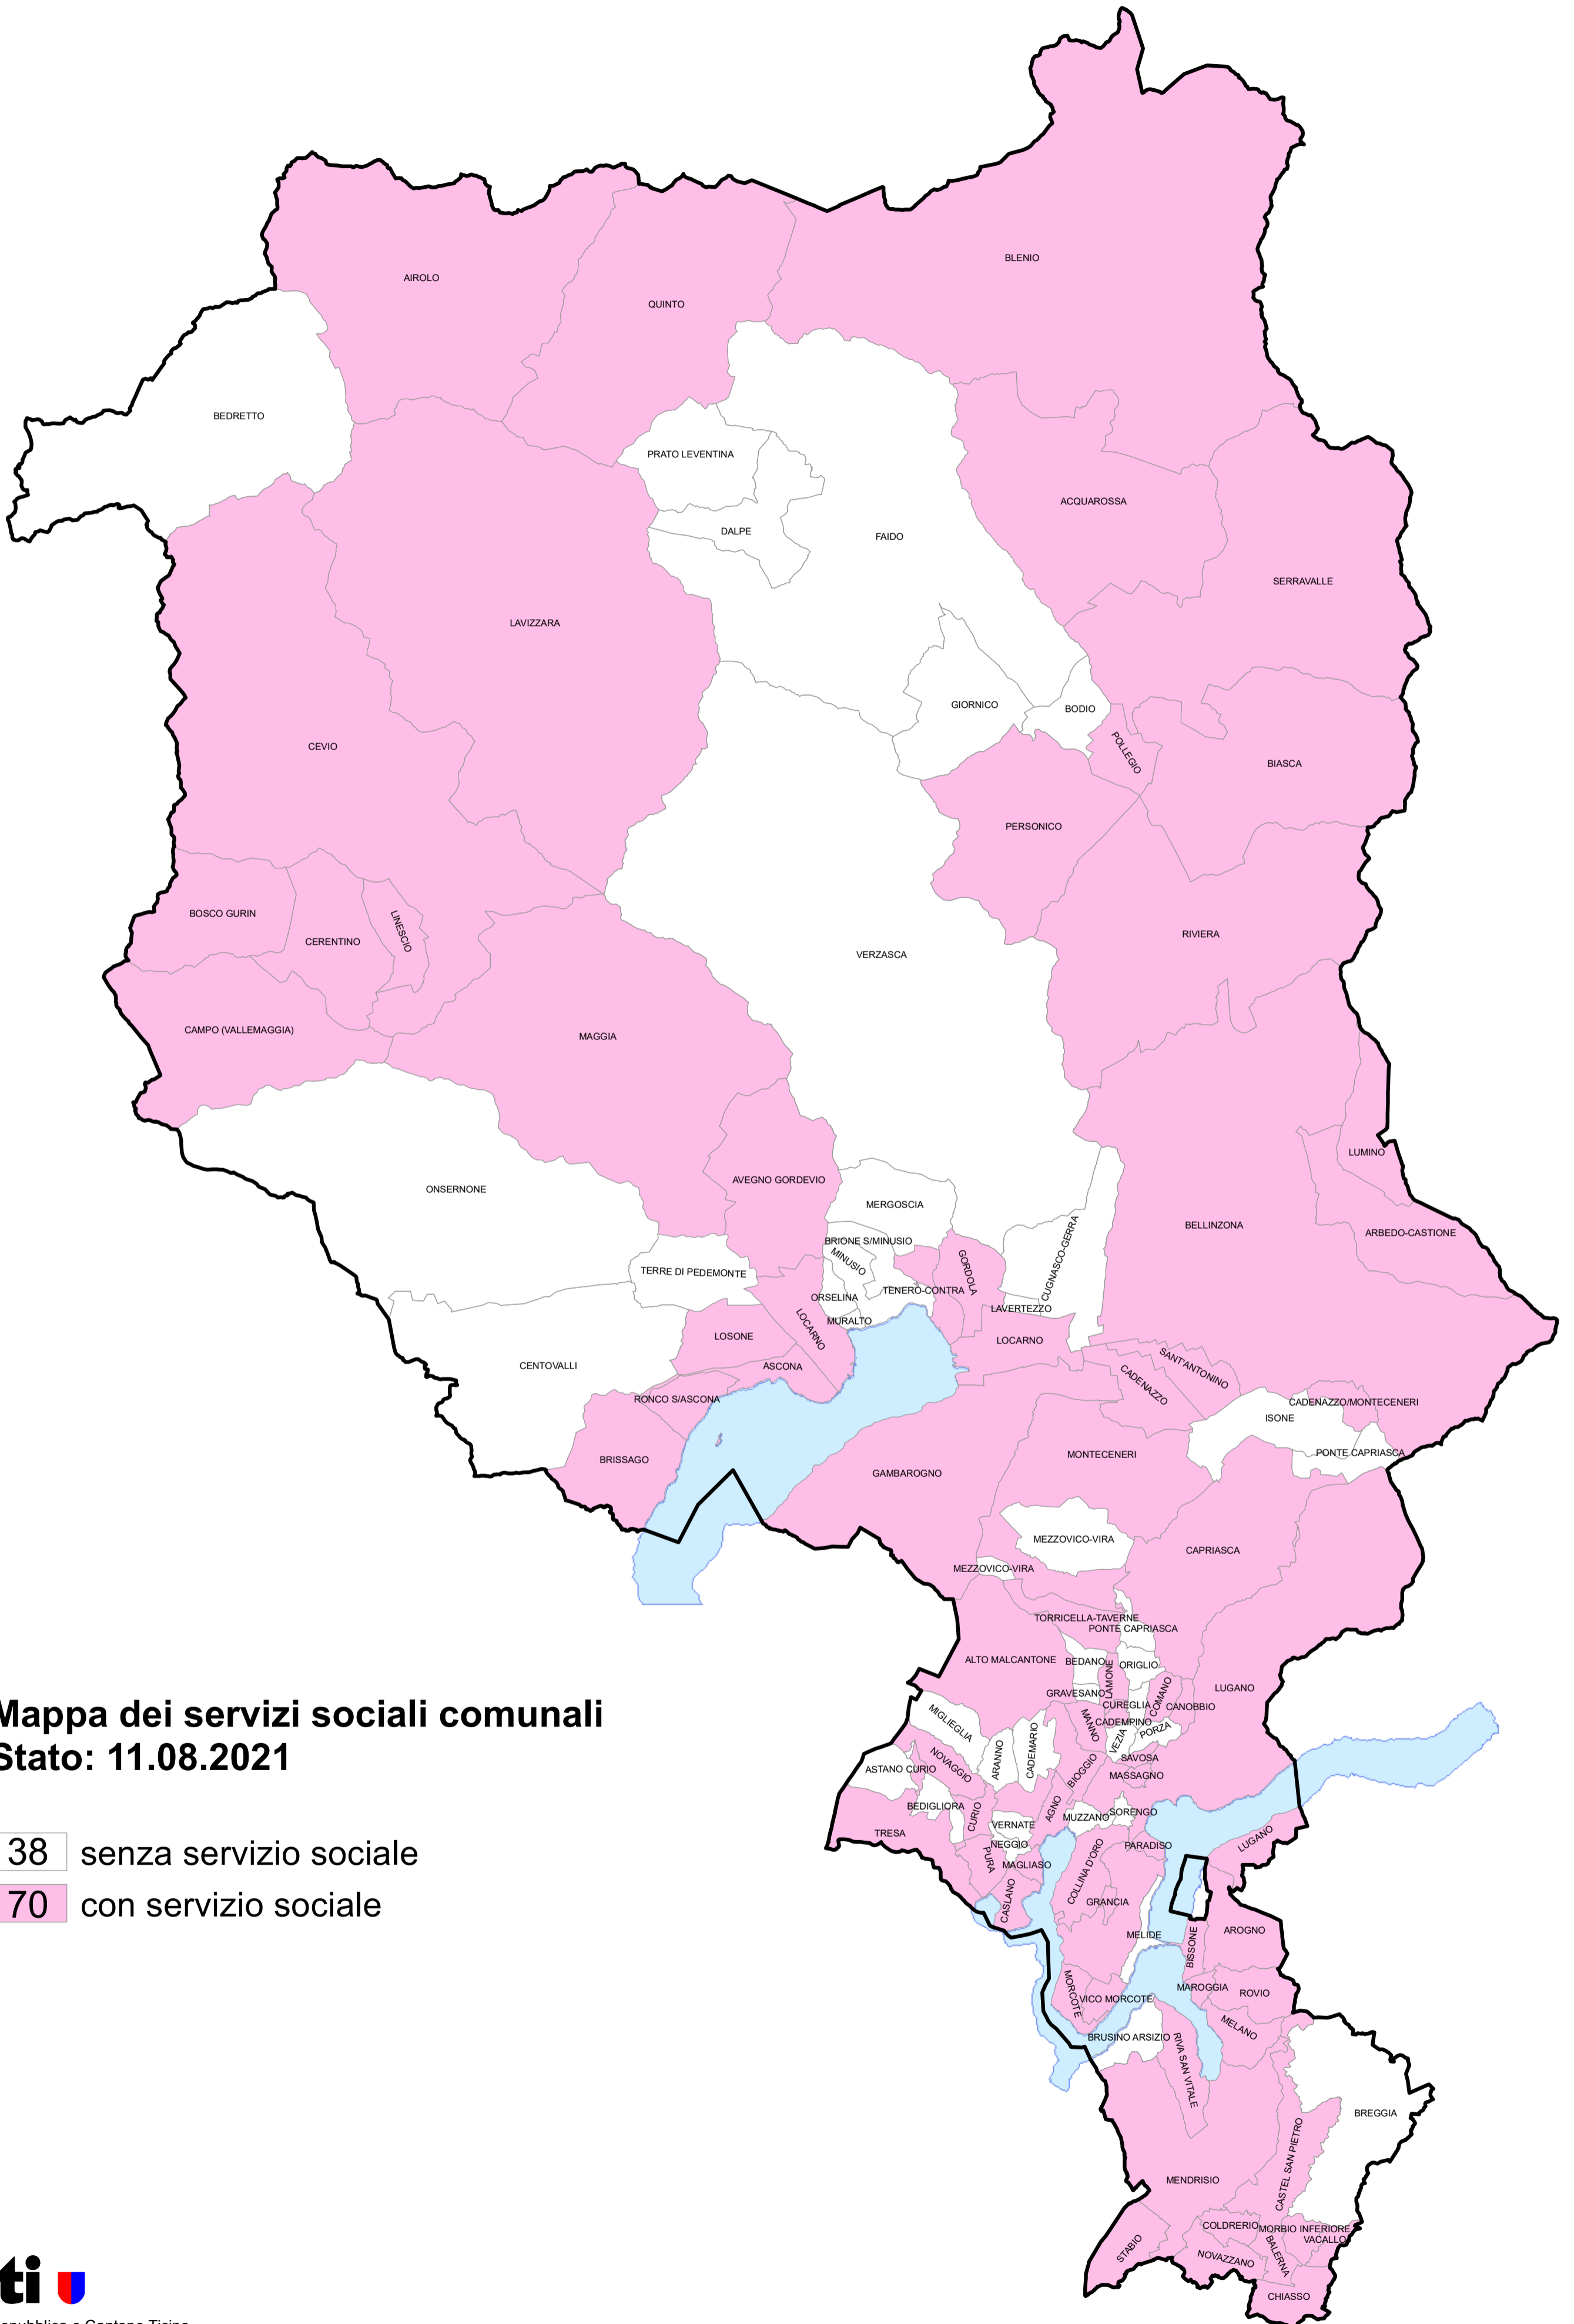 BLENIO
AIROLO
QUINTO
BEDRETTO
PRATO LEVENTINA
ACQUAROSSA
DALPE
FAIDO
SERRAVALLE
LAVIZZARA
GIORNICO
BODIO
POLLEGIO
CEVIO
BIASCA
PERSONICO
BOSCO GURIN
LINESCIO
CERENTINO
RIVIERA
VERZASCA
CAMPO (VALLEMAGGIA)
MAGGIA
LUMINO
AVEGNO GORDEVIO
ONSERNONE
MERGOSCIA
BELLINZONA
ARBEDO-CASTIONE
BRIONE S/MINUSIO
MINUSIO
CUGNASCO-GERRA
GORDOLA
TERRE DI PEDEMONTE
TENERO-CONTRA
ORSELINA
LAVERTEZZO
MURALTO
LOCARNO
LOSONE
LOCARNO
CENTOVALLI
ASCONA
SANT'ANTONINO
CADENAZZO
RONCO S/ASCONA
CADENAZZO/MONTECENERI
ISONE
PONTE CAPRIASCA
MONTECENERI
BRISSAGO
GAMBAROGNO
MEZZOVICO-VIRA
CAPRIASCA
MEZZOVICO-VIRA
TORRICELLA-TAVERNE
PONTE CAPRIASCA
ALTO MALCANTONE
BEDANO
ORIGLIO
LAMONE
LUGANO
GRAVESANO
COMANO
CUREGLIA
CANOBBIO
MANNO
CADEMPINO
PORZA
VEZIA
MIGLIEGLIA
CADEMARIO
ARANNO
SAVOSA
NOVAGGIO
ASTANO
CURIO
BIOGGIO
MASSAGNO
BEDIGLIORA
CURIO
AGNO
MUZZANO
SORENGO
VERNATE
TRESA
NEGGIO
PARADISO
LUGANO
PURA
MAGLIASO
COLLINA D'ORO
CASLANO
GRANCIA
MELIDE
BISSONE
AROGNO
MORCOTE
VICO MORCOTE
MAROGGIA
ROVIO
MELANO
BRUSINO ARSIZIO
RIVA SAN VITALE
BREGGIA
CASTEL SAN PIETRO
MENDRISIO
COLDRERIO
MORBIO INFERIORE
VACALLO
STABIO
NOVAZZANO
BALERNA
CHIASSO
Mappa dei servizi sociali comunali
Stato: 11.08.2021
38 senza servizio sociale
70 con servizio sociale
ti